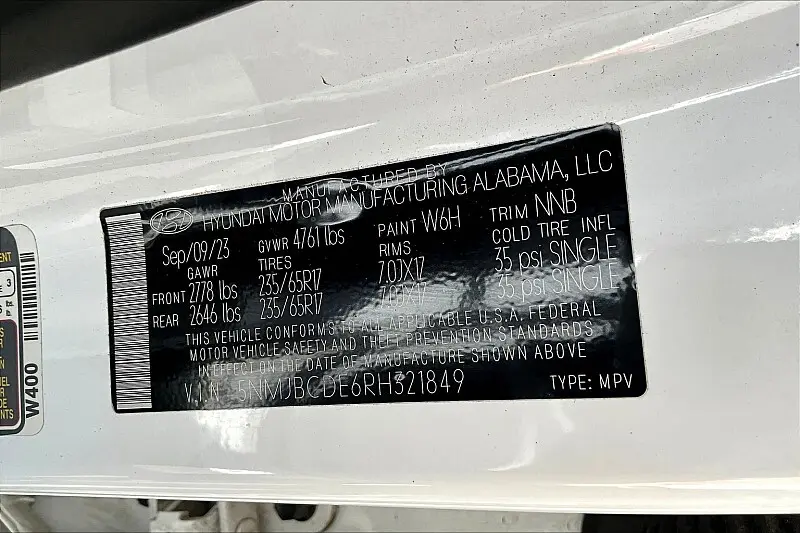 MANUFACTURED BY
HYUNDAI MOTOR MANUFACTURING ALABAMA, LLC
Sep/09/23 GVWR 4761 lbs PAINT W6H TRIM NNB
GAWR TIRES RIMS COLD TIRE INFL
FRONT 2778 lbs 235/65R17 7.0JX17 35 psi SINGLE
REAR 2646 lbs 235/65R17 7.0JX17 35 psi SINGLE
THIS VEHICLE CONFORMS TO ALL APPLICABLE U.S.A. FEDERAL
MOTOR VEHICLE SAFETY AND THEFT PREVENTION STANDARDS
IN EFFECT ON THE DATE OF MANUFACTURE SHOWN ABOVE
V.I.N. 5NMJBCDE6RH321849 TYPE: MPV
W400